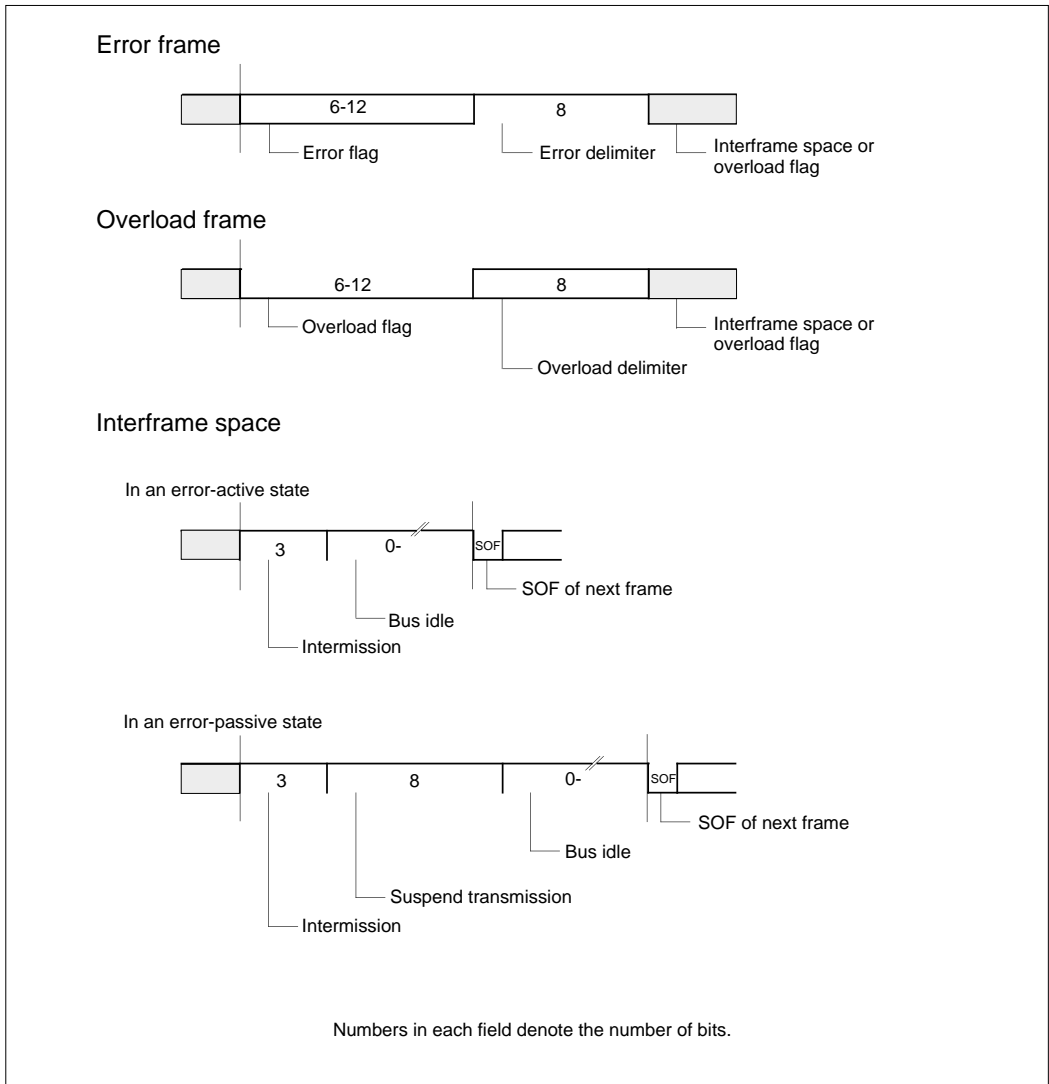 Error frame
6-12
8
Error flag
Error delimiter
Interframe space or
overload flag
Overload frame
6-12
8
Overload flag
Interframe space or
overload flag
Overload delimiter
Interframe space
In an error-active state
3
0-
SOF
SOF of next frame
Bus idle
Intermission
In an error-passive state
3
8
0-
SOF
SOF of next frame
Bus idle
Suspend transmission
Intermission
Numbers in each field denote the number of bits.